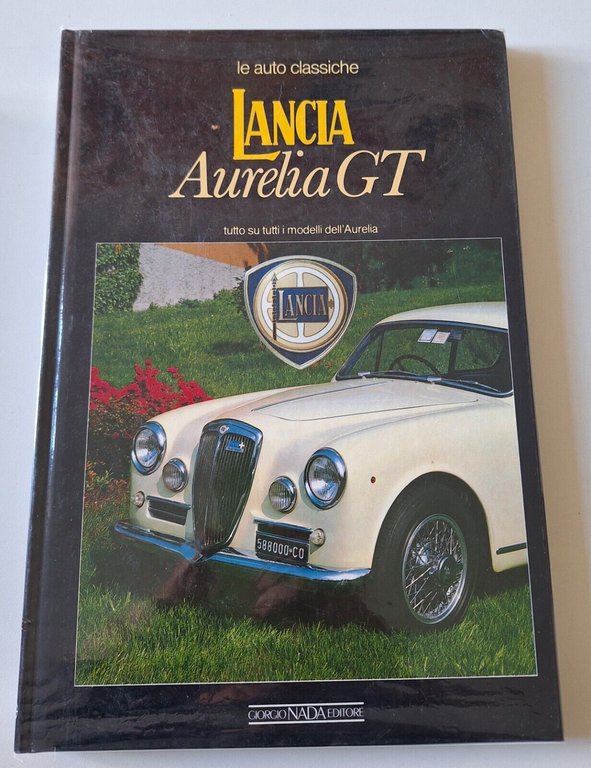 le auto classiche
LANCIA
Aurelia GT
tutto su tutti i modelli dell'Aurelia
LANCIA
588000 CO
GIORGIO NADA EDITORE